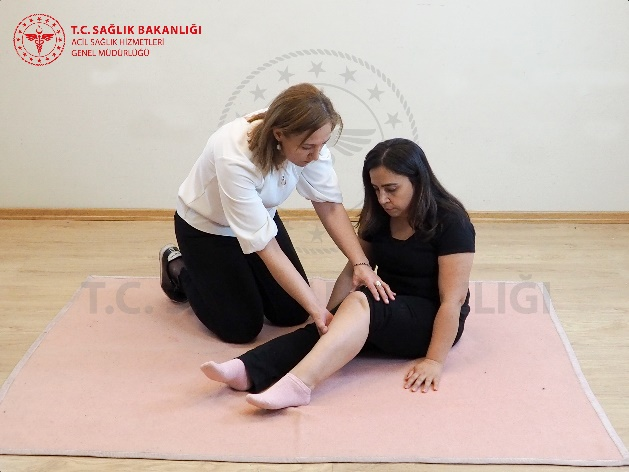 T.C. SAĞLIK BAKANLIĞI
ACİL SAĞLIK HİZMETLERİ
GENEL MÜDÜRLÜĞÜ